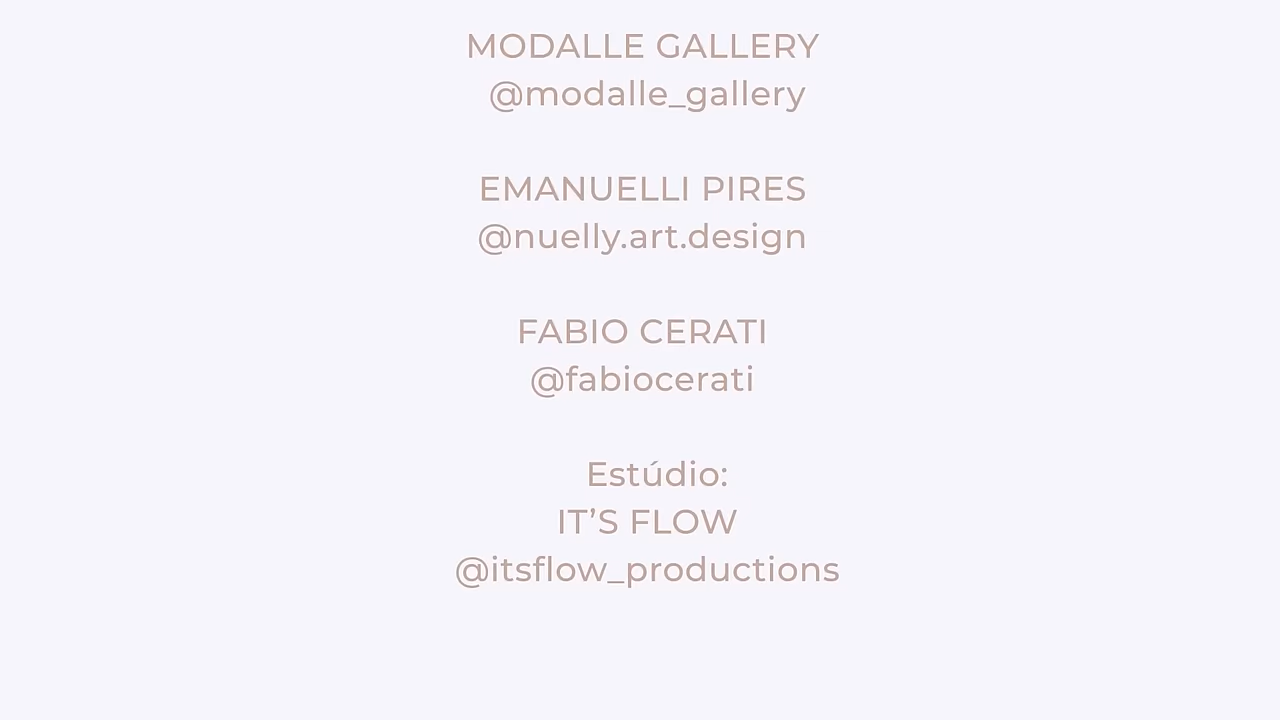 MODALLE GALLERY
@modalle_gallery
EMANUELLI PIRES
@nuelly.art.design
FABIO CERATI
@fabiocerati
Estúdio:
IT’S FLOW
@itsflow_productions